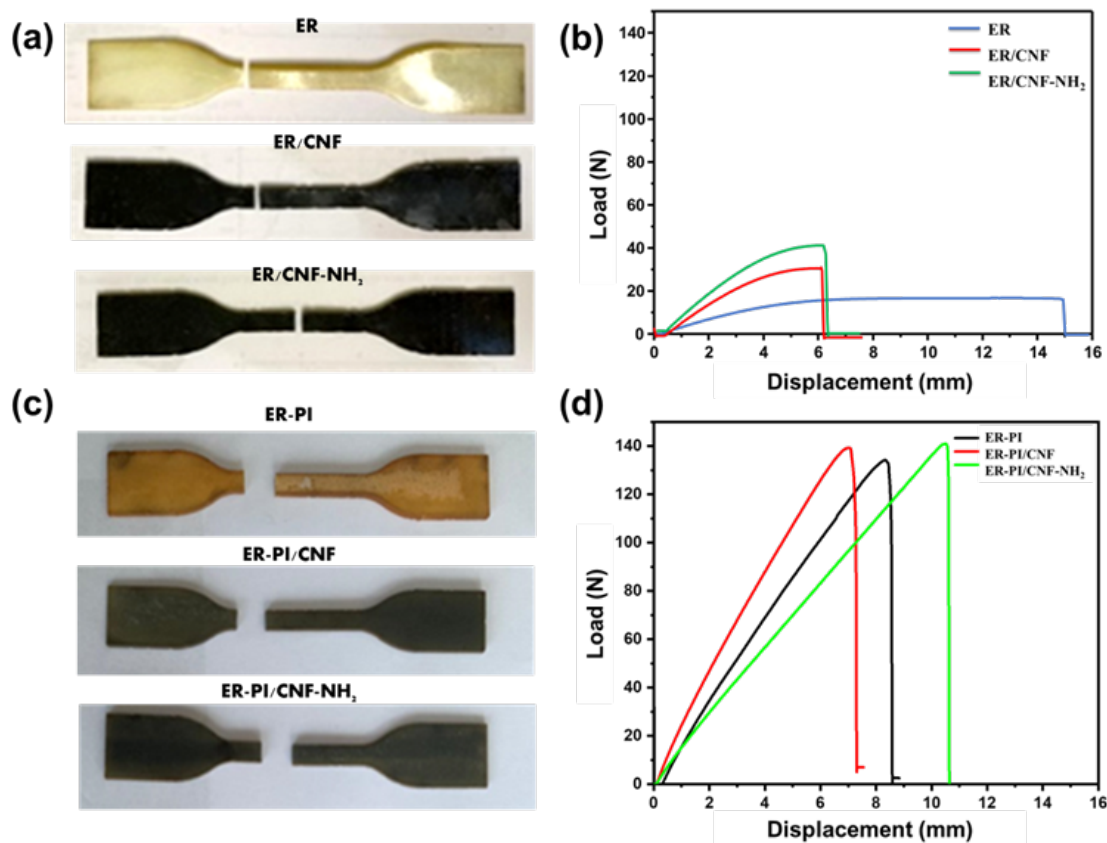 (a)
ER
ER/CNF
ER/CNF-NH₂
(b)
ER
ER/CNF
ER/CNF-NH₂
140
120
100
80
60
40
20
0
Load (N)
0 2 4 6 8 10 12 14 16
Displacement (mm)
(c)
ER-PI
ER-PI/CNF
ER-PI/CNF-NH₂
(d)
ER-PI
ER-PI/CNF
ER-PI/CNF-NH₂
140
120
100
80
60
40
20
0
Load (N)
0 2 4 6 8 10 12 14 16
Displacement (mm)